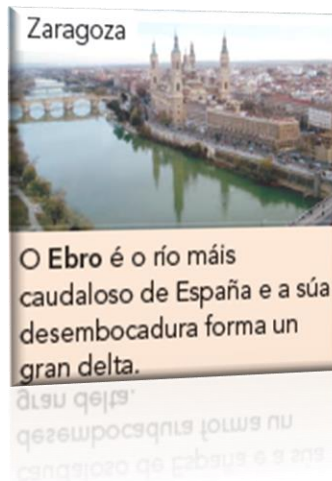 Zaragoza
O Ebro é o río máis
caudaloso de España e a súa
desembocadura forma un
gran delta.